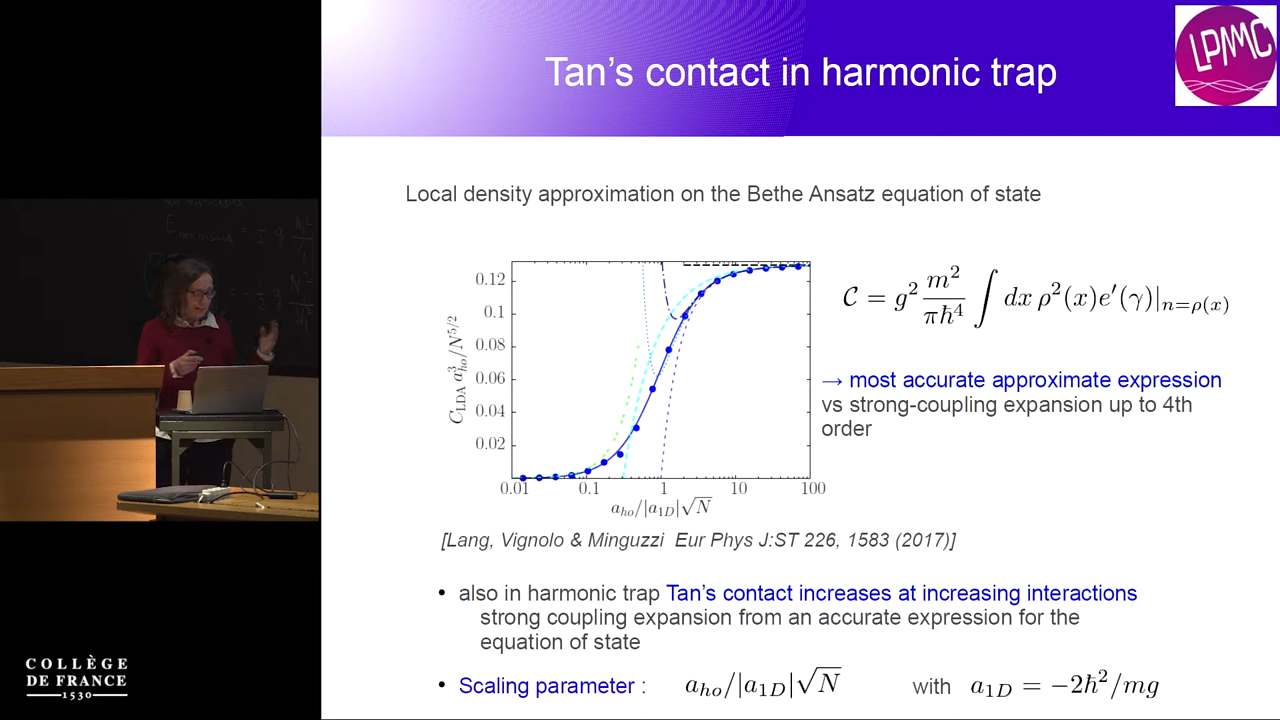 Tan's contact in harmonic trap
LPMMC
Local density approximation on the Bethe Ansatz equation of state
C_LDA a_ho^3/N^{5/2}
0.12
0.1
0.08
0.06
0.04
0.02
0.01 0.1 1 10 100
a_ho/|a_1D|√N
𝒞 = g² m²/πħ⁴ ∫ dx ρ²(x)e′(γ)|_{n=ρ(x)}
→ most accurate approximate expression
vs strong-coupling expansion up to 4th
order
[Lang, Vignolo & Minguzzi Eur Phys J:ST 226, 1583 (2017)]
• also in harmonic trap Tan's contact increases at increasing interactions
strong coupling expansion from an accurate expression for the
equation of state
• Scaling parameter : a_ho/|a_1D|√N with a_1D = −2ħ²/mg
COLLÈGE
DE FRANCE
1530